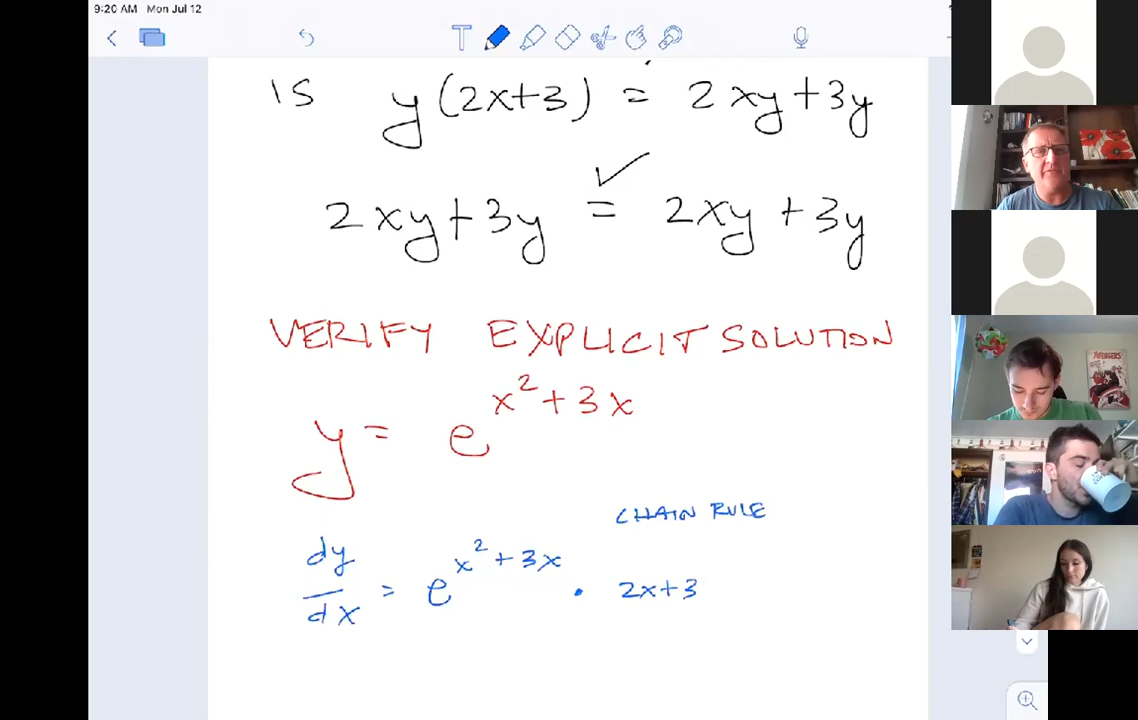 9:20 AM Mon Jul 12
T
IS y(2x+3) = 2xy+3y
✓
2xy+3y = 2xy+3y
VERIFY EXPLICIT SOLUTION
y = e^{x^2+3x}
CHAIN RULE
dy/dx = e^{x^2+3x} · 2x+3
AVENGERS